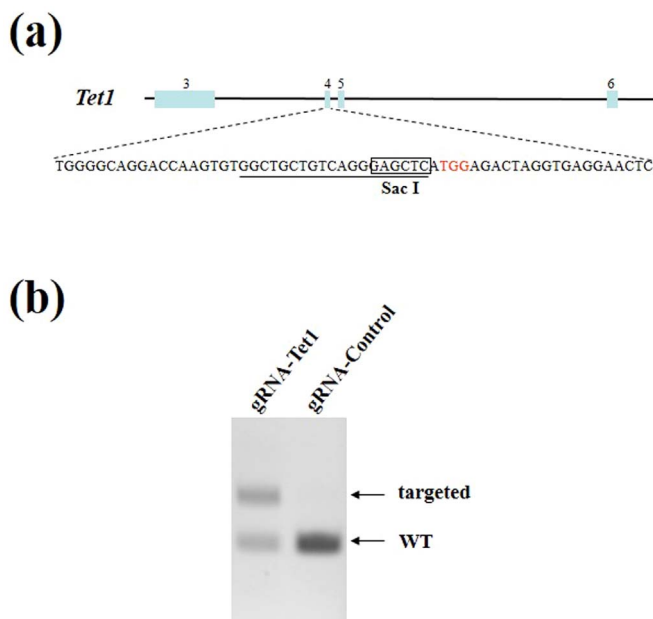 (a)
3 4 5 6
Tet1
TGGGGCAGGACCAAGTGTGGCTGCTGTCAGGGAGCTCATGGAGACTAGGTGAGGAACTC
Sac I
(b)
gRNA-Tet1 gRNA-Control
targeted
WT